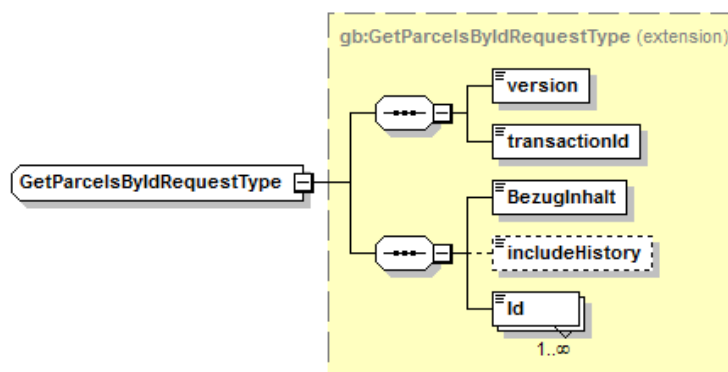 gb:GetParcelsByIdRequestType (extension)
version
transactionId
GetParcelsByIdRequestType
BezugInhalt
includeHistory
Id
1..∞